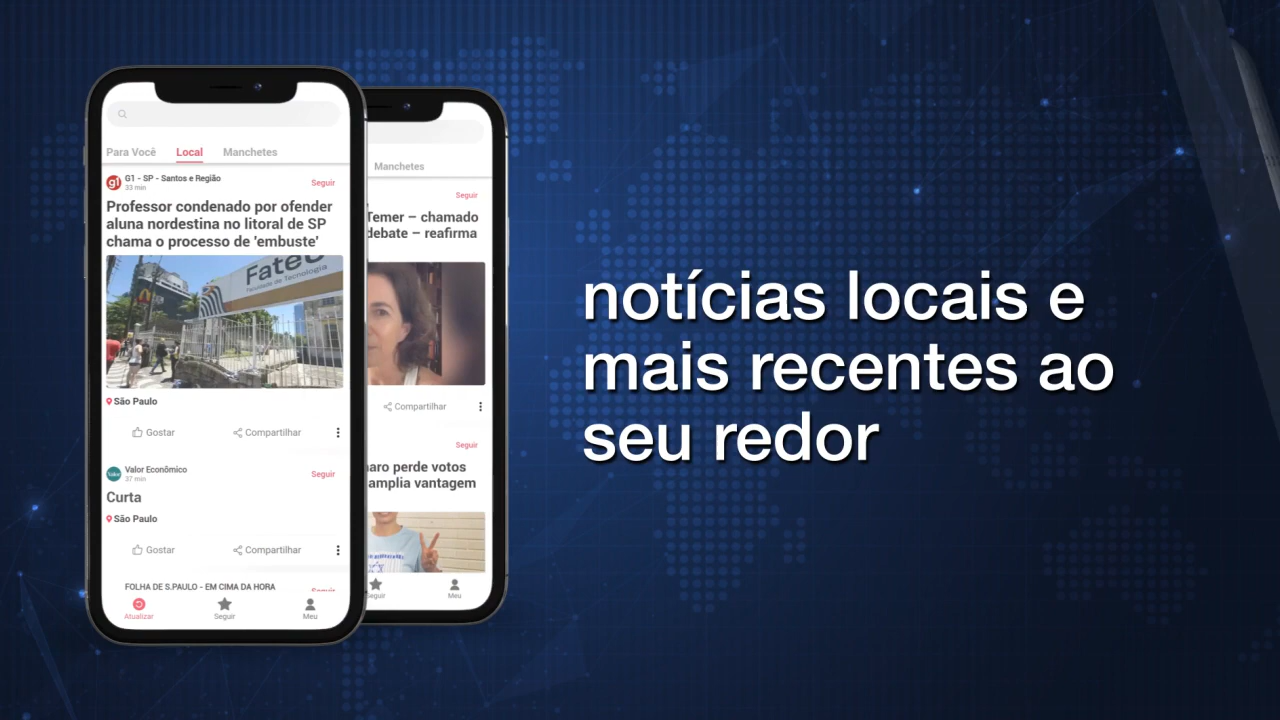 Para Você Local Manchetes
G1 - SP - Santos e Região
33 min
Seguir
Professor condenado por ofender
aluna nordestina no litoral de SP
chama o processo de 'embuste'
Fatec
Faculdade de Tecnologia
São Paulo
Gostar Compartilhar
Valor Econômico
37 min
Seguir
Curta
São Paulo
Gostar Compartilhar
FOLHA DE S.PAULO - EM CIMA DA HORA
Atualizar Seguir Meu
Manchetes
Seguir
Temer – chamado
debate – reafirma
Compartilhar
Seguir
perde votos
amplia vantagem
Meu
notícias locais e
mais recentes ao
seu redor